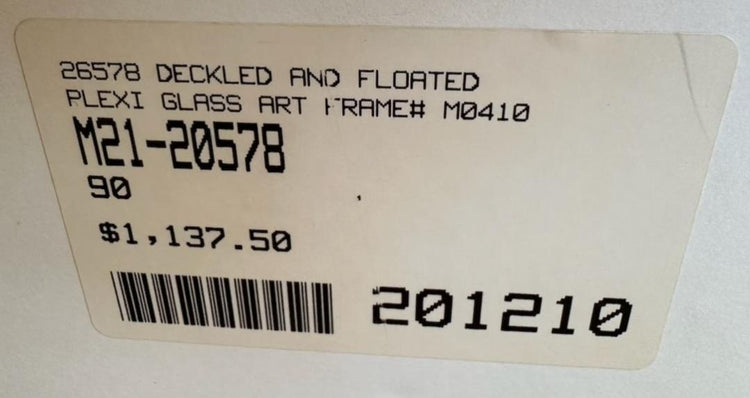 26578 DECKLED AND FLOATED
PLEXI GLASS ART FRAME# M0410
M21-20578
90
$1,137.50
201210